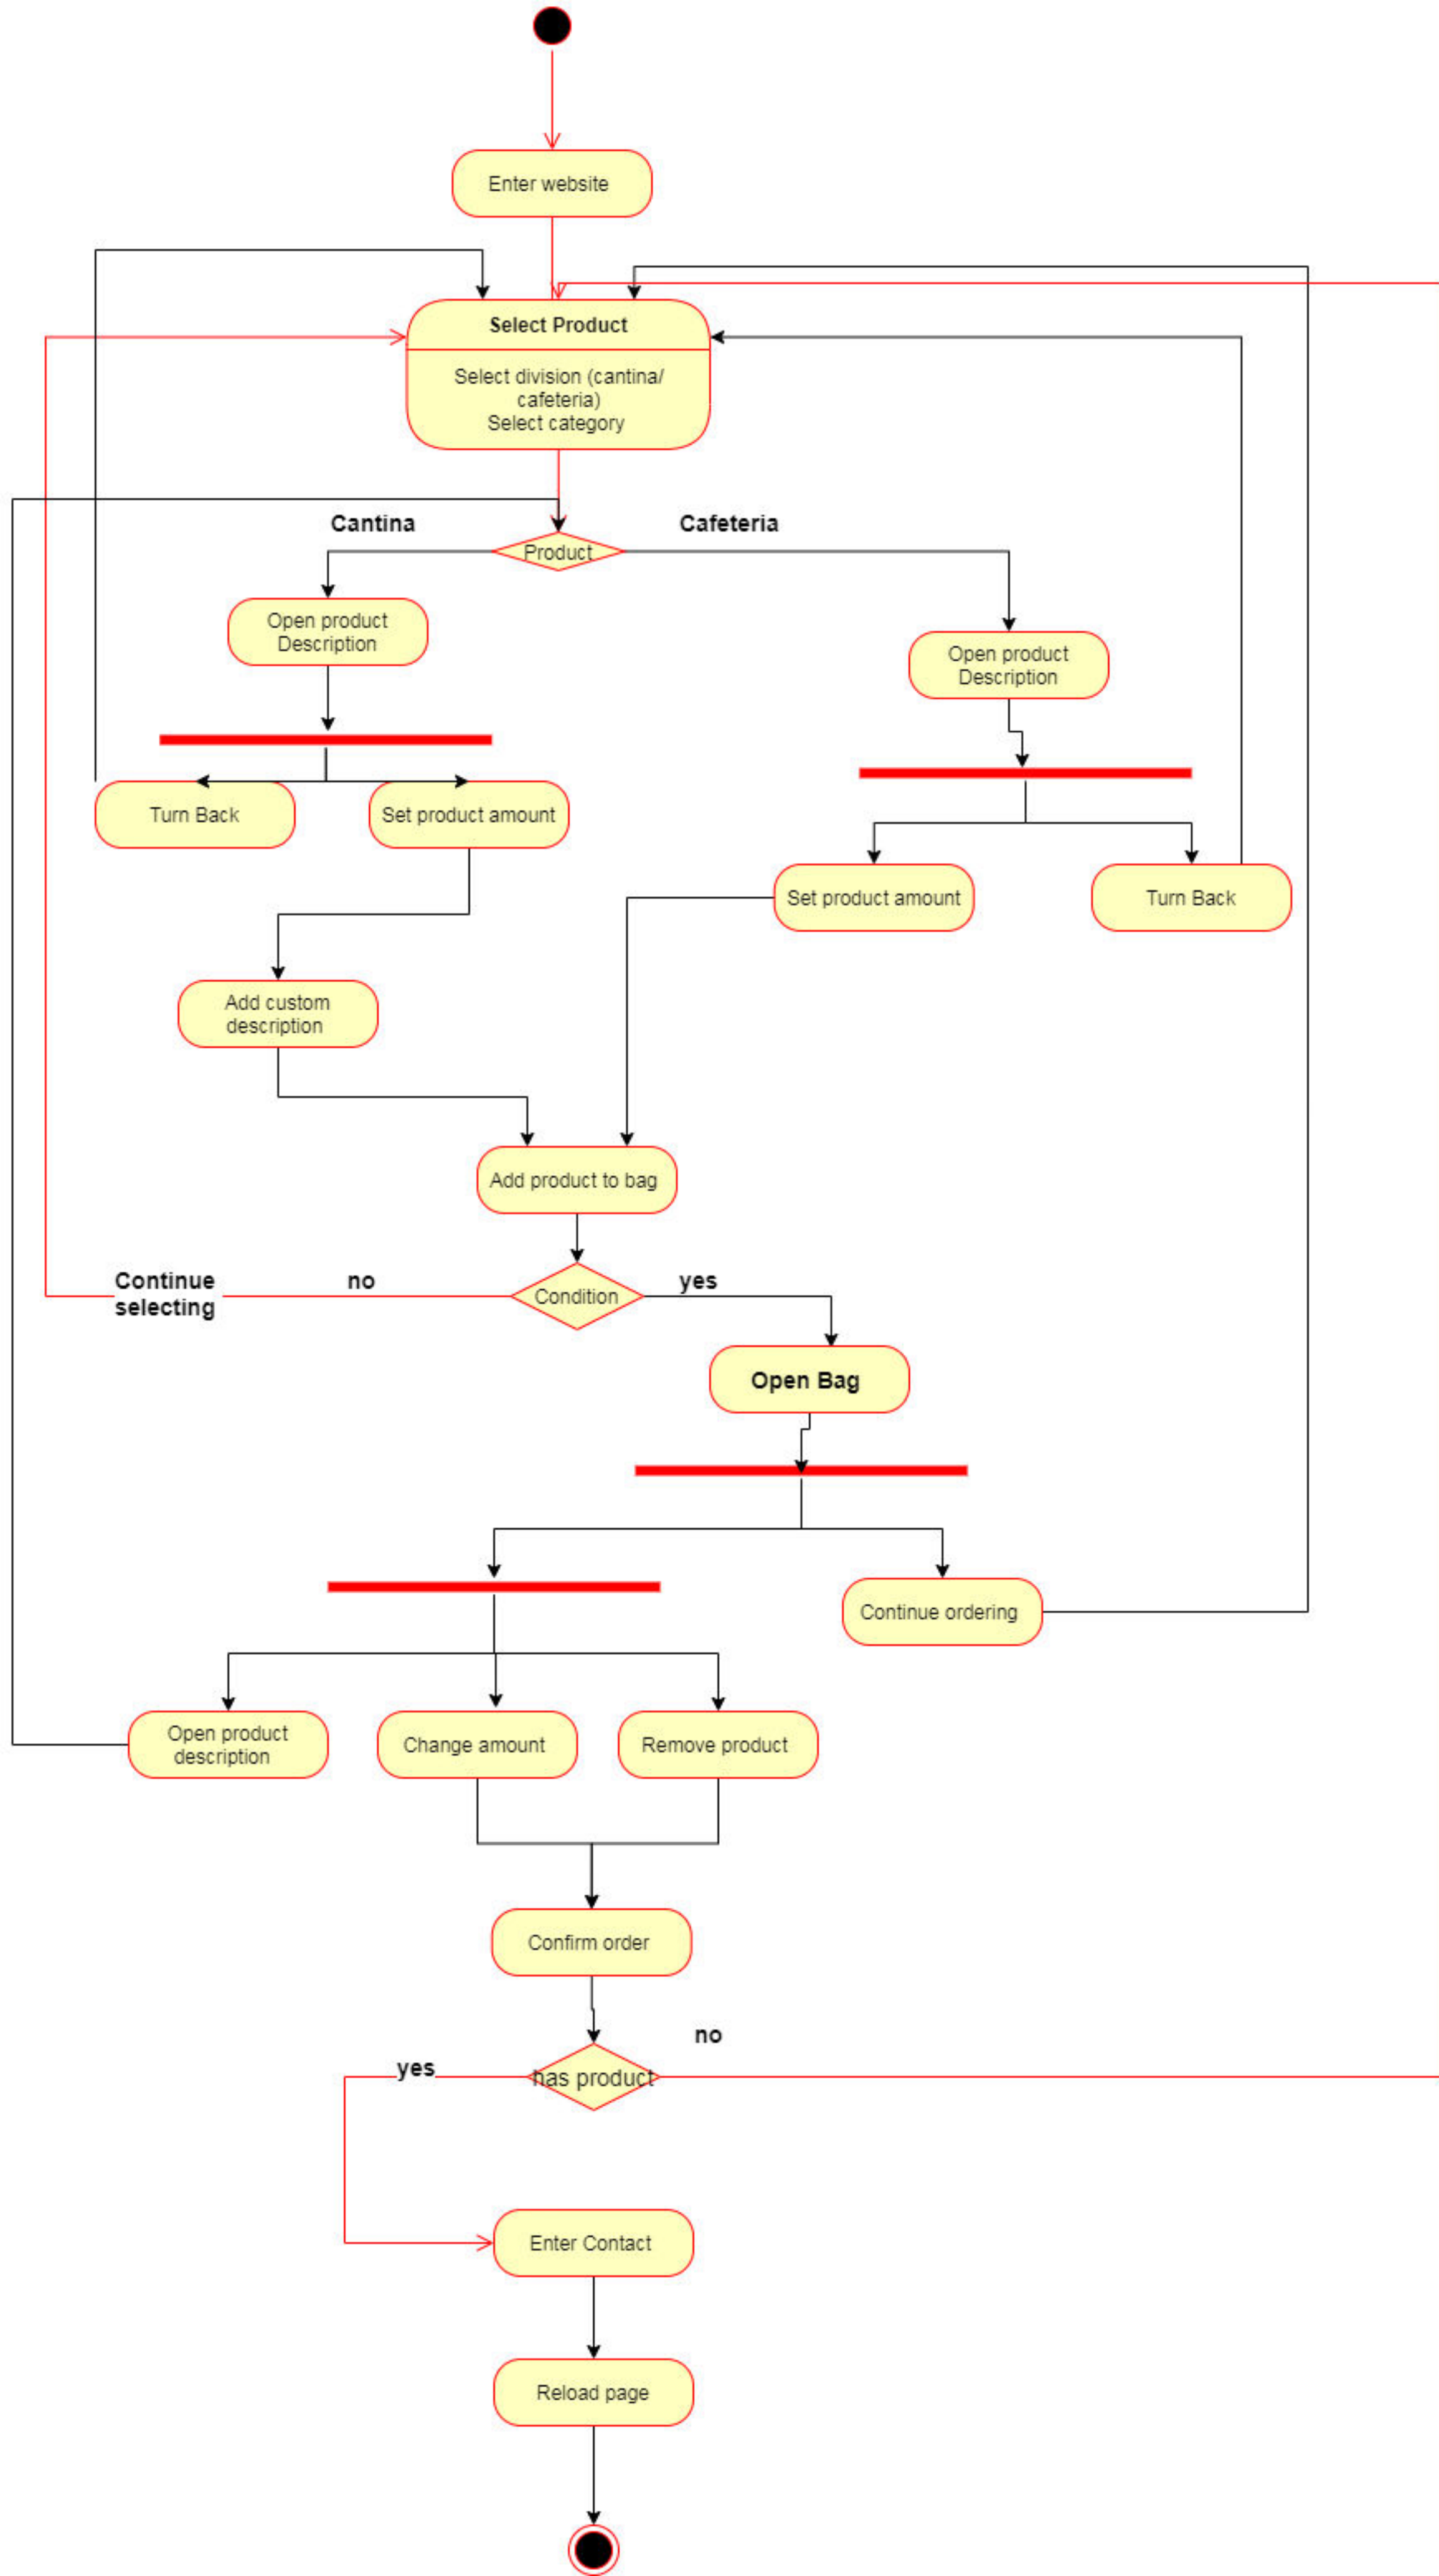 Enter website
Select Product
Select division (cantina/
cafeteria)
Select category
Cantina
Cafeteria
Product
Open product
Description
Open product
Description
Turn Back
Set product amount
Set product amount
Turn Back
Add custom
description
Add product to bag
Continue
selecting
no
Condition
yes
Open Bag
Continue ordering
Open product
description
Change amount
Remove product
Confirm order
no
yes
has product
Enter Contact
Reload page